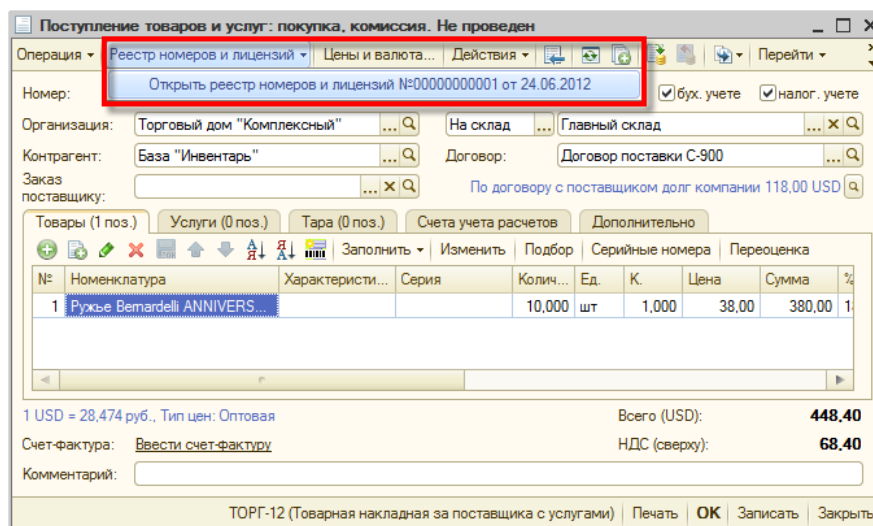 Поступление товаров и услуг: покупка, комиссия. Не проведен
Операция Реестр номеров и лицензий Цены и валюта... Действия Перейти
Открыть реестр номеров и лицензий №00000000001 от 24.06.2012
Номер: бух. учете налог. учете
Организация: Торговый дом "Комплексный" ... На склад ... Главный склад ...
Контрагент: База "Инвентарь" ... Договор: Договор поставки С-900 ...
Заказ
поставщику: ... По договору с поставщиком долг компании 118,00 USD
Товары (1 поз.) Услуги (0 поз.) Тара (0 поз.) Счета учета расчетов Дополнительно
Заполнить Изменить Подбор Серийные номера Переоценка
№ Номенклатура Характеристи... Серия Колич... Ед. К. Цена Сумма %
1 Ружье Bernardelli ANNIVERS... 10,000 шт 1,000 38,00 380,00
1 USD = 28,474 руб., Тип цен: Оптовая Всего (USD): 448,40
Счет-фактура: Ввести счет-фактуру НДС (сверху): 68,40
Комментарий:
ТОРГ-12 (Товарная накладная за поставщика с услугами) Печать OK Записать Закрыть